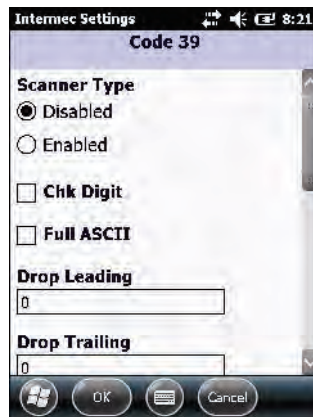 Intermec Settings 8:21
Code 39
Scanner Type
Disabled
Enabled
Chk Digit
Full ASCII
Drop Leading
0
Drop Trailing
0
OK Cancel